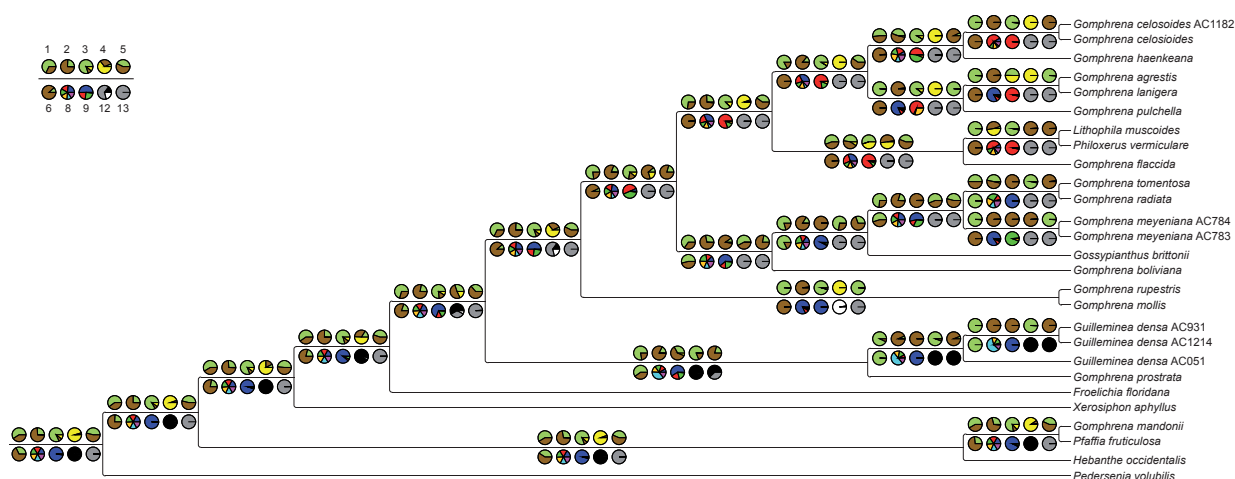 1 2 3 4 5
6 8 9 12 13
Gomphrena celosoides AC1182
Gomphrena celosioides
Gomphrena haenkeana
Gomphrena agrestis
Gomphrena lanigera
Gomphrena pulchella
Lithophila muscoides
Philoxerus vermiculare
Gomphrena flaccida
Gomphrena tomentosa
Gomphrena radiata
Gomphrena meyeniana AC784
Gomphrena meyeniana AC783
Gossypianthus brittonii
Gomphrena boliviana
Gomphrena rupestris
Gomphrena mollis
Guilleminea densa AC931
Guilleminea densa AC1214
Guilleminea densa AC051
Gomphrena prostrata
Froelichia floridana
Xerosiphon aphyllus
Gomphrena mandonii
Pfaffia fruticulosa
Hebanthe occidentalis
Pedersenia volubilis